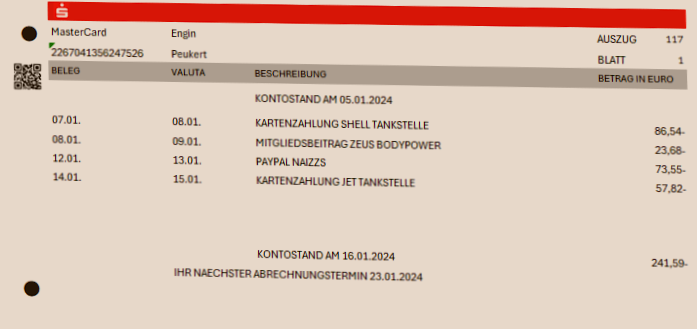 MasterCard Engin AUSZUG 117
2267041356247526 Peukert BLATT 1
BELEG VALUTA BESCHREIBUNG BETRAG IN EURO
KONTOSTAND AM 05.01.2024
07.01. 08.01. KARTENZAHLUNG SHELL TANKSTELLE 86,54-
08.01. 09.01. MITGLIEDSBEITRAG ZEUS BODYPOWER 23,68-
12.01. 13.01. PAYPAL NAIZZS 73,55-
14.01. 15.01. KARTENZAHLUNG JET TANKSTELLE 57,82-
KONTOSTAND AM 16.01.2024 241,59-
IHR NAECHSTER ABRECHNUNGSTERMIN 23.01.2024